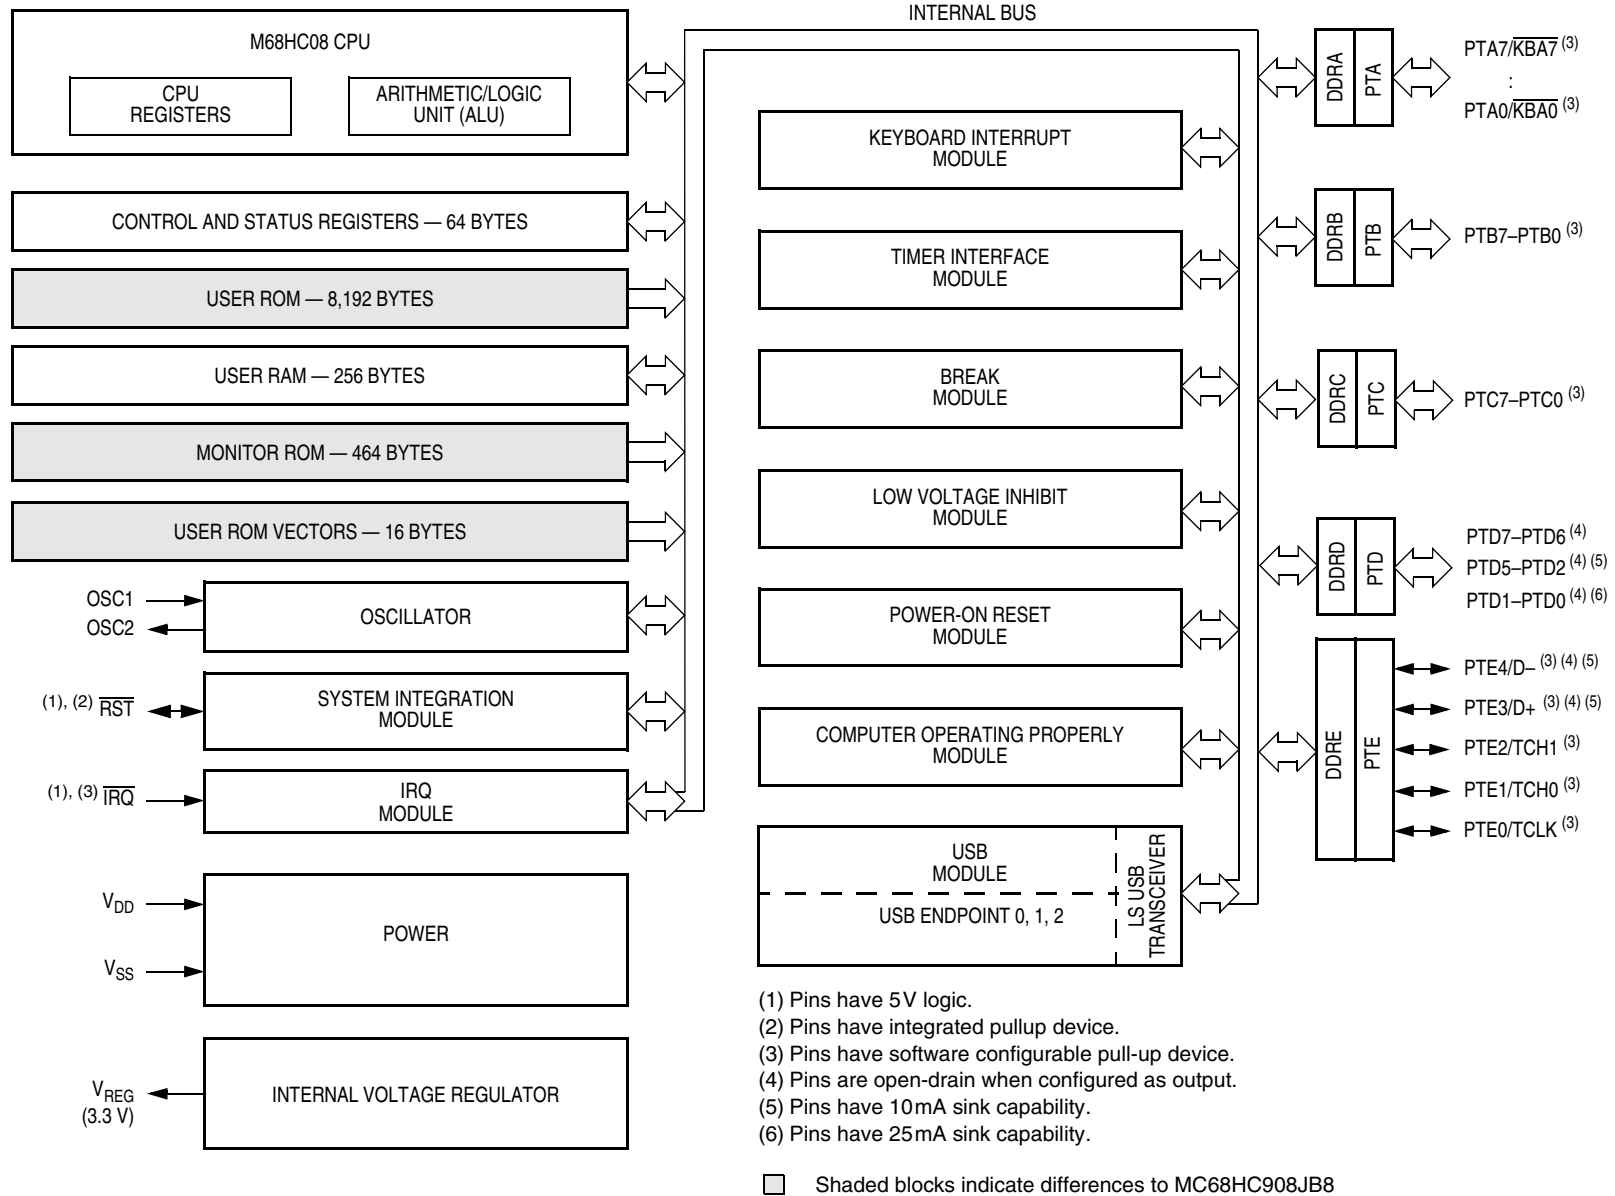 INTERNAL BUS
M68HC08 CPU
CPU
REGISTERS
ARITHMETIC/LOGIC
UNIT (ALU)
CONTROL AND STATUS REGISTERS — 64 BYTES
USER ROM — 8,192 BYTES
USER RAM — 256 BYTES
MONITOR ROM — 464 BYTES
USER ROM VECTORS — 16 BYTES
OSC1
OSC2
OSCILLATOR
(1), (2) RST
SYSTEM INTEGRATION
MODULE
(1), (3) IRQ
IRQ
MODULE
VDD
VSS
POWER
VREG
(3.3 V)
INTERNAL VOLTAGE REGULATOR
KEYBOARD INTERRUPT
MODULE
TIMER INTERFACE
MODULE
BREAK
MODULE
LOW VOLTAGE INHIBIT
MODULE
POWER-ON RESET
MODULE
COMPUTER OPERATING PROPERLY
MODULE
USB
MODULE
USB ENDPOINT 0, 1, 2
LS USB
TRANSCEIVER
DDRA
PTA
PTA7/KBA7 (3)
:
PTA0/KBA0 (3)
DDRB
PTB
PTB7–PTB0 (3)
DDRC
PTC
PTC7–PTC0 (3)
DDRD
PTD
PTD7–PTD6 (4)
PTD5–PTD2 (4) (5)
PTD1–PTD0 (4) (6)
DDRE
PTE
PTE4/D– (3) (4) (5)
PTE3/D+ (3) (4) (5)
PTE2/TCH1 (3)
PTE1/TCH0 (3)
PTE0/TCLK (3)
(1) Pins have 5V logic.
(2) Pins have integrated pullup device.
(3) Pins have software configurable pull-up device.
(4) Pins are open-drain when configured as output.
(5) Pins have 10mA sink capability.
(6) Pins have 25mA sink capability.
Shaded blocks indicate differences to MC68HC908JB8